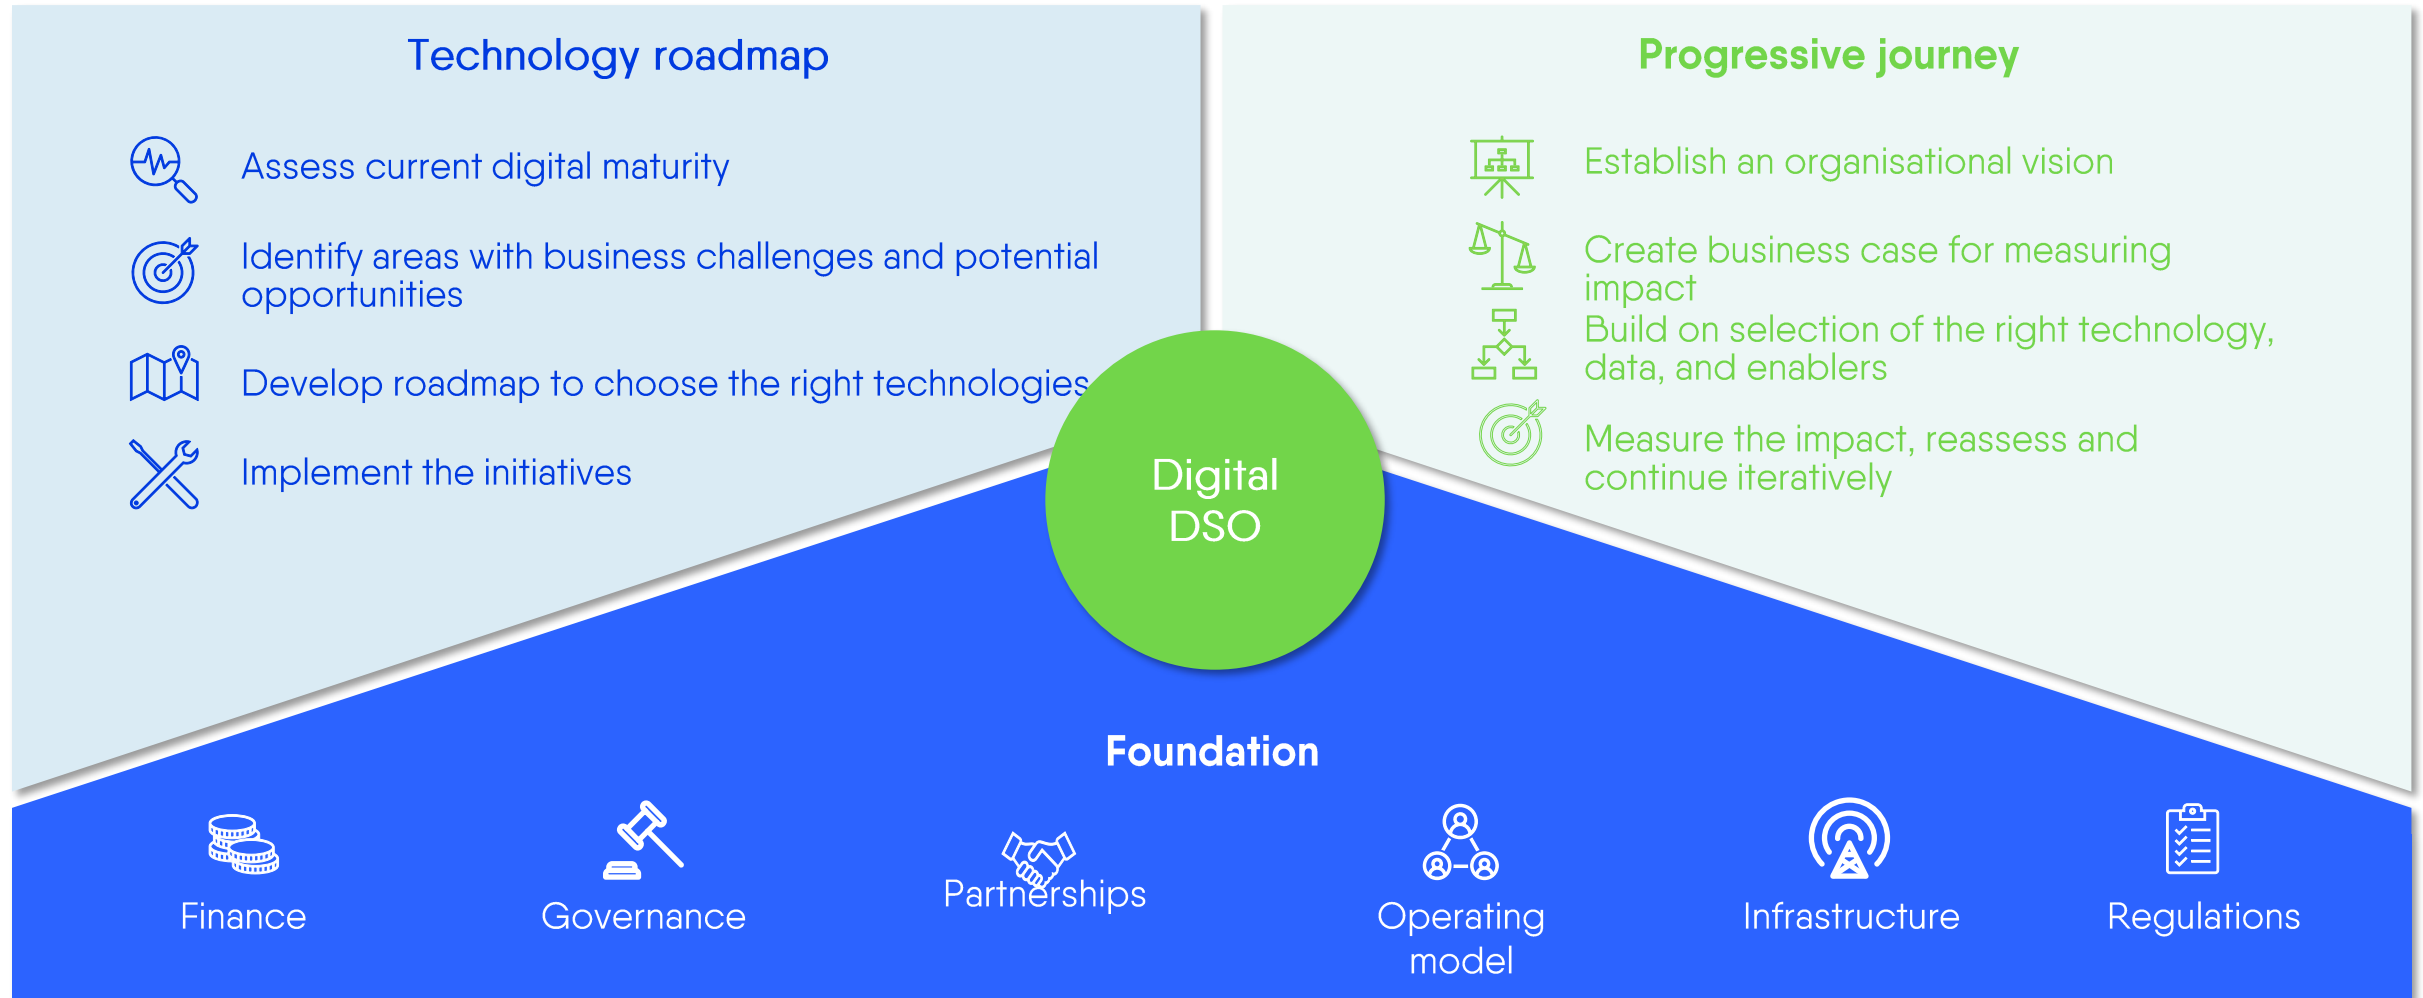 Technology roadmap
Assess current digital maturity
Identify areas with business challenges and potential
opportunities
Develop roadmap to choose the right technologies
Implement the initiatives
Progressive journey
Establish an organisational vision
Create business case for measuring
impact
Build on selection of the right technology,
data, and enablers
Measure the impact, reassess and
continue iteratively
Digital
DSO
Foundation
Finance
Governance
Partnerships
Operating
model
Infrastructure
Regulations